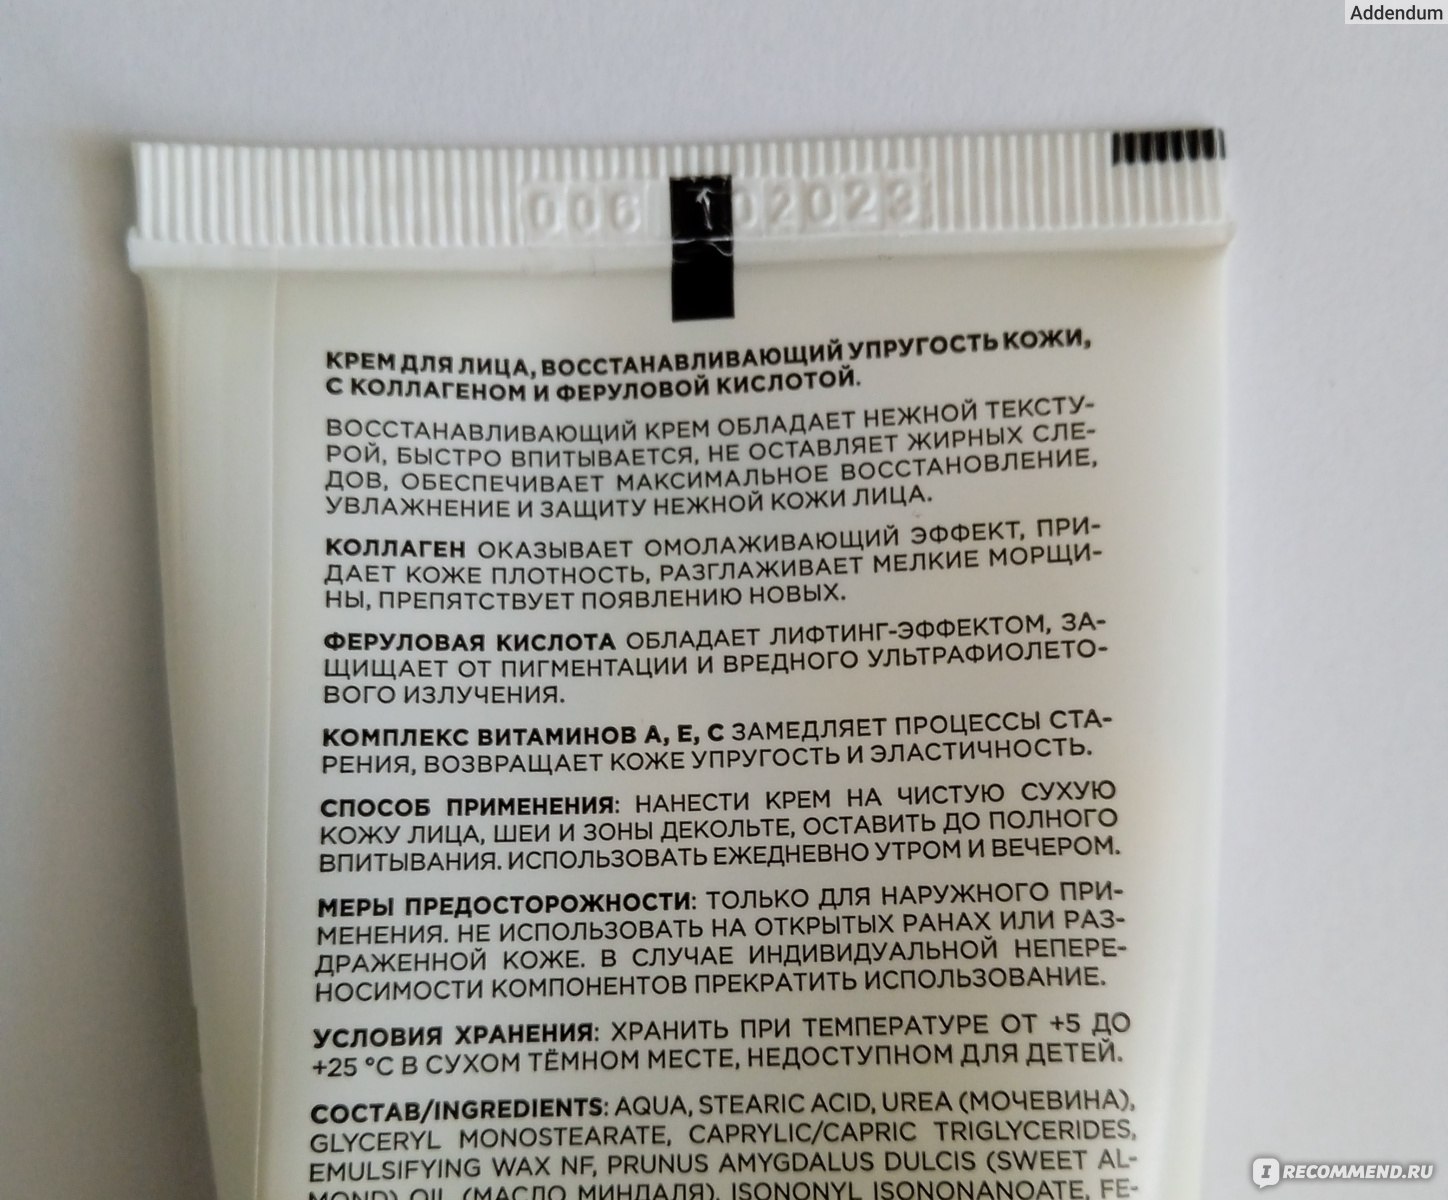 Addendum
006 02023
КРЕМ ДЛЯ ЛИЦА, ВОССТАНАВЛИВАЮЩИЙ УПРУГОСТЬ КОЖИ,
С КОЛЛАГЕНОМ И ФЕРУЛОВОЙ КИСЛОТОЙ.
ВОССТАНАВЛИВАЮЩИЙ КРЕМ ОБЛАДАЕТ НЕЖНОЙ ТЕКСТУ-
РОЙ, БЫСТРО ВПИТЫВАЕТСЯ, НЕ ОСТАВЛЯЕТ ЖИРНЫХ СЛЕ-
ДОВ, ОБЕСПЕЧИВАЕТ МАКСИМАЛЬНОЕ ВОССТАНОВЛЕНИЕ,
УВЛАЖНЕНИЕ И ЗАЩИТУ НЕЖНОЙ КОЖИ ЛИЦА.
КОЛЛАГЕН ОКАЗЫВАЕТ ОМОЛАЖИВАЮЩИЙ ЭФФЕКТ, ПРИ-
ДАЕТ КОЖЕ ПЛОТНОСТЬ, РАЗГЛАЖИВАЕТ МЕЛКИЕ МОРЩИ-
НЫ, ПРЕПЯТСТВУЕТ ПОЯВЛЕНИЮ НОВЫХ.
ФЕРУЛОВАЯ КИСЛОТА ОБЛАДАЕТ ЛИФТИНГ-ЭФФЕКТОМ, ЗА-
ЩИЩАЕТ ОТ ПИГМЕНТАЦИИ И ВРЕДНОГО УЛЬТРАФИОЛЕТО-
ВОГО ИЗЛУЧЕНИЯ.
КОМПЛЕКС ВИТАМИНОВ А, Е, С ЗАМЕДЛЯЕТ ПРОЦЕССЫ СТА-
РЕНИЯ, ВОЗВРАЩАЕТ КОЖЕ УПРУГОСТЬ И ЭЛАСТИЧНОСТЬ.
СПОСОБ ПРИМЕНЕНИЯ: НАНЕСТИ КРЕМ НА ЧИСТУЮ СУХУЮ
КОЖУ ЛИЦА, ШЕИ И ЗОНЫ ДЕКОЛЬТЕ, ОСТАВИТЬ ДО ПОЛНОГО
ВПИТЫВАНИЯ. ИСПОЛЬЗОВАТЬ ЕЖЕДНЕВНО УТРОМ И ВЕЧЕРОМ.
МЕРЫ ПРЕДОСТОРОЖНОСТИ: ТОЛЬКО ДЛЯ НАРУЖНОГО ПРИ-
МЕНЕНИЯ. НЕ ИСПОЛЬЗОВАТЬ НА ОТКРЫТЫХ РАНАХ ИЛИ РАЗ-
ДРАЖЕННОЙ КОЖЕ. В СЛУЧАЕ ИНДИВИДУАЛЬНОЙ НЕПЕРЕ-
НОСИМОСТИ КОМПОНЕНТОВ ПРЕКРАТИТЬ ИСПОЛЬЗОВАНИЕ.
УСЛОВИЯ ХРАНЕНИЯ: ХРАНИТЬ ПРИ ТЕМПЕРАТУРЕ ОТ +5 ДО
+25 °С В СУХОМ ТЁМНОМ МЕСТЕ, НЕДОСТУПНОМ ДЛЯ ДЕТЕЙ.
СОСТАВ/INGREDIENTS: AQUA, STEARIC ACID, UREA (МОЧЕВИНА),
GLYCERYL MONOSTEARATE, CAPRYLIC/CAPRIC TRIGLYCERIDES,
EMULSIFYING WAX NF, PRUNUS AMYGDALUS DULCIS (SWEET AL-
MOND) OIL (МАСЛО МИНДАЛЯ), ISONONYL ISONONANOATE, FE-
IRECOMMEND.RU